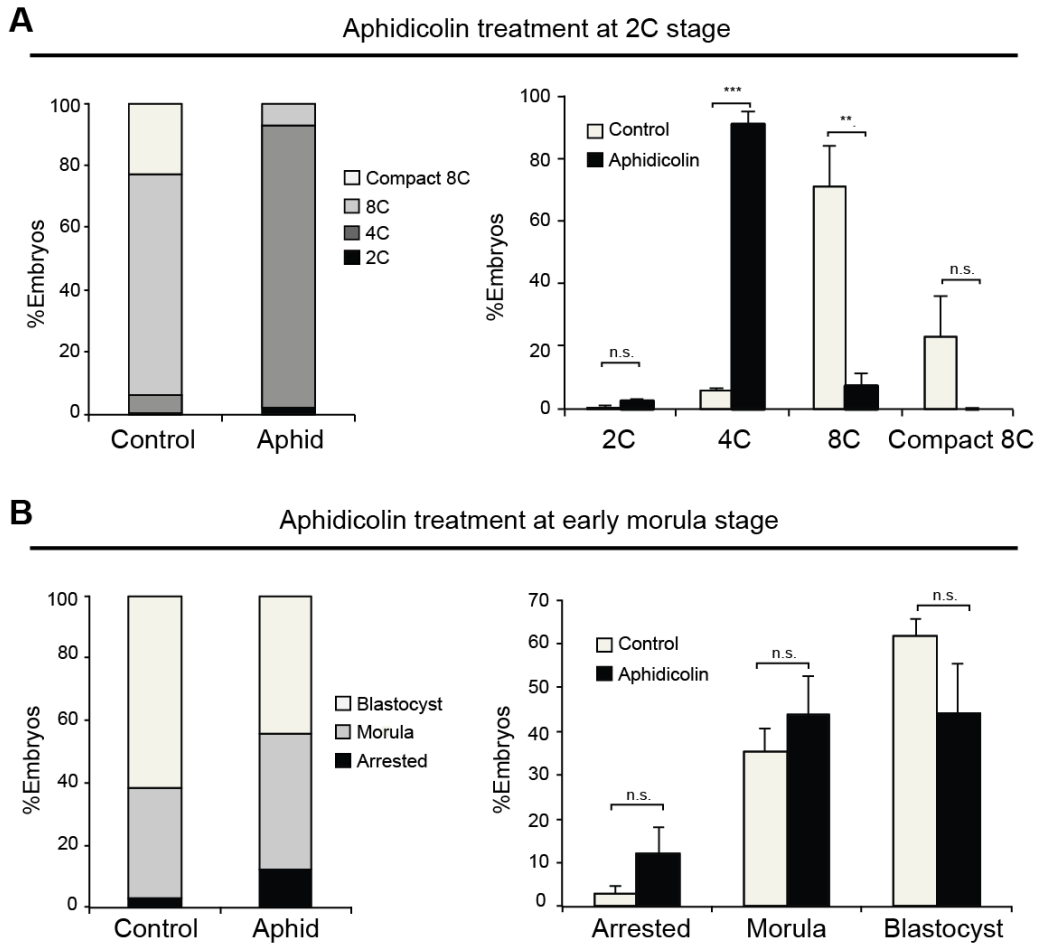 A
Aphidicolin treatment at 2C stage
%Embryos
100
80
60
40
20
0
Control
Aphid
Compact 8C
8C
4C
2C
%Embryos
100
80
60
40
20
0
Control
Aphidicolin
n.s.
***
**.
n.s.
2C
4C
8C
Compact 8C
B
Aphidicolin treatment at early morula stage
%Embryos
100
80
60
40
20
0
Control
Aphid
Blastocyst
Morula
Arrested
%Embryos
70
60
50
40
30
20
10
0
Control
Aphidicolin
n.s.
n.s.
n.s.
Arrested
Morula
Blastocyst